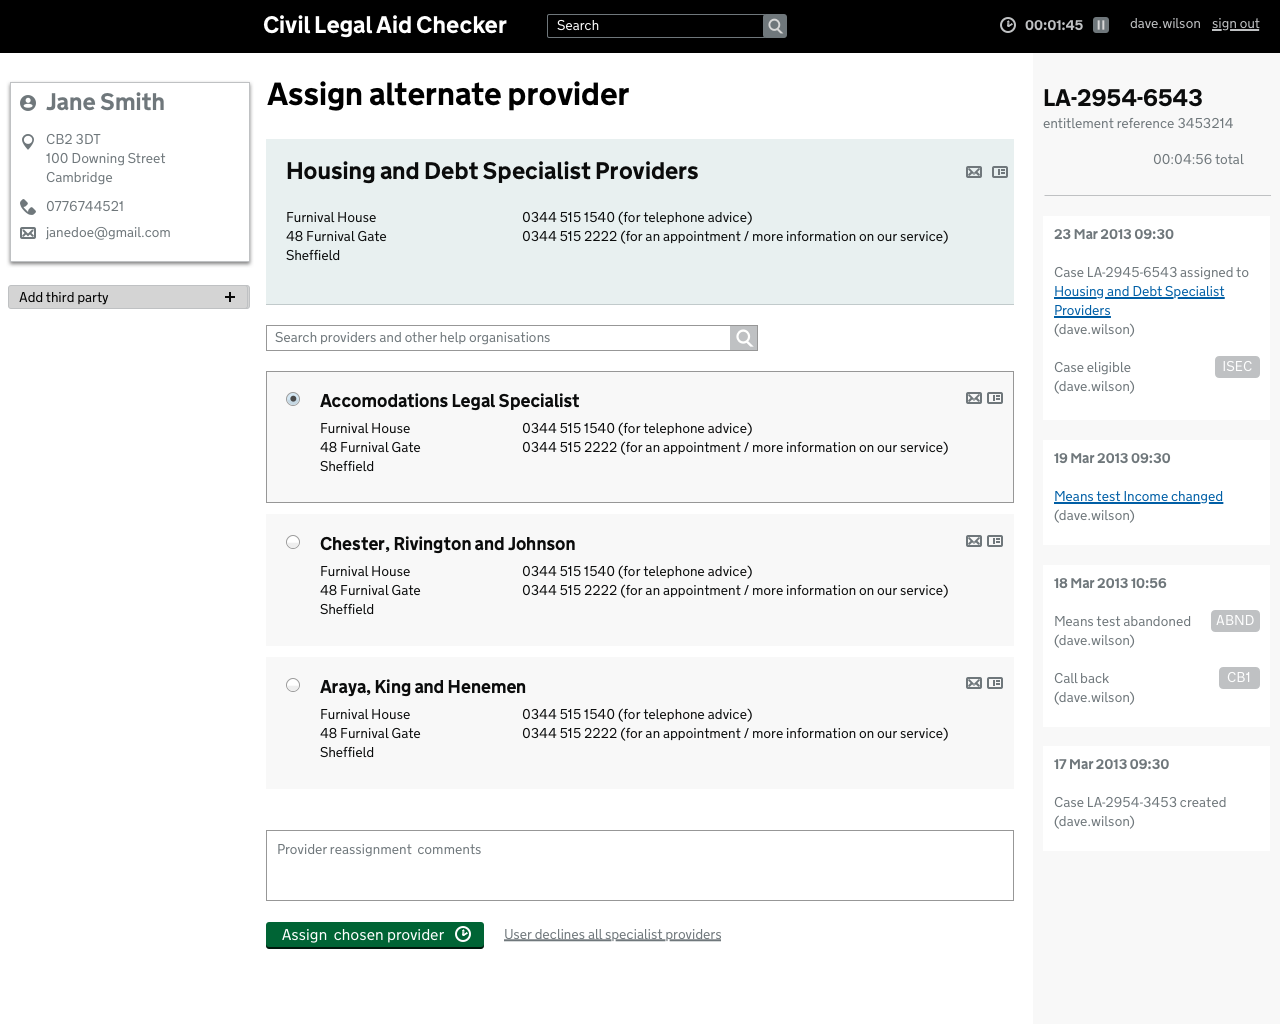 Civil Legal Aid Checker
Search
00:01:45
dave.wilson
sign out
Jane Smith
CB2 3DT
100 Downing Street
Cambridge
0776744521
janedoe@gmail.com
Add third party
Assign alternate provider
Housing and Debt Specialist Providers
Furnival House
0344 515 1540 (for telephone advice)
48 Furnival Gate
0344 515 2222 (for an appointment / more information on our service)
Sheffield
Search providers and other help organisations
Accomodations Legal Specialist
Furnival House
0344 515 1540 (for telephone advice)
48 Furnival Gate
0344 515 2222 (for an appointment / more information on our service)
Sheffield
Chester, Rivington and Johnson
Furnival House
0344 515 1540 (for telephone advice)
48 Furnival Gate
0344 515 2222 (for an appointment / more information on our service)
Sheffield
Araya, King and Henemen
Furnival House
0344 515 1540 (for telephone advice)
48 Furnival Gate
0344 515 2222 (for an appointment / more information on our service)
Sheffield
Provider reassignment comments
Assign chosen provider
User declines all specialist providers
LA-2954-6543
entitlement reference 3453214
00:04:56 total
23 Mar 2013 09:30
Case LA-2945-6543 assigned to
Housing and Debt Specialist
Providers
(dave.wilson)
Case eligible
ISEC
(dave.wilson)
19 Mar 2013 09:30
Means test Income changed
(dave.wilson)
18 Mar 2013 10:56
Means test abandoned
ABND
(dave.wilson)
Call back
CB1
(dave.wilson)
17 Mar 2013 09:30
Case LA-2954-3453 created
(dave.wilson)